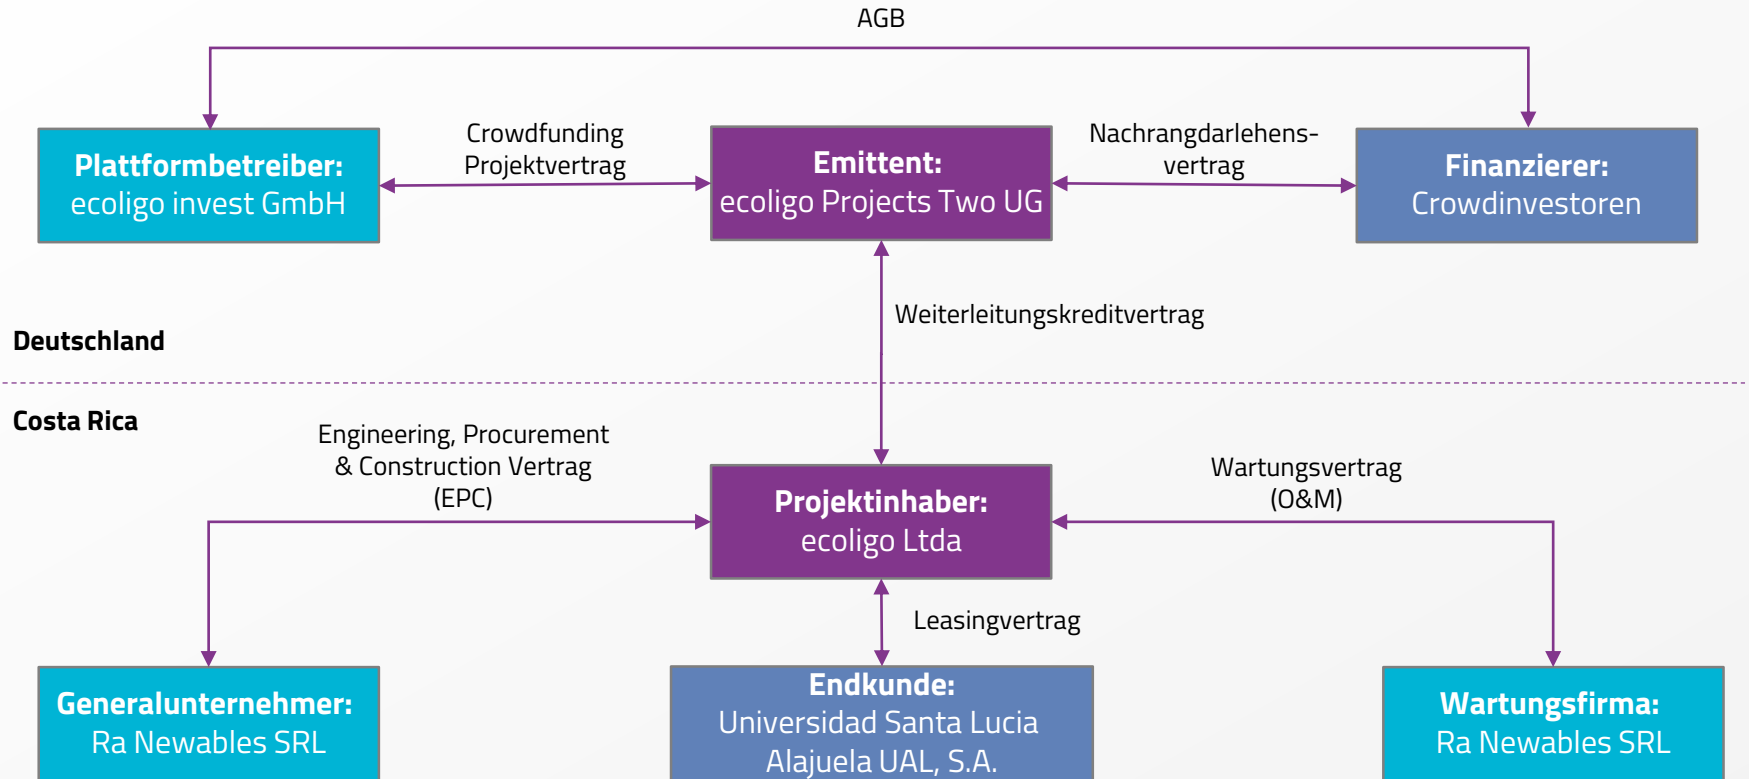 AGB
Plattformbetreiber:
ecoligo invest GmbH
Crowdfunding
Projektvertrag
Emittent:
ecoligo Projects Two UG
Nachrangdarlehens-
vertrag
Finanzierer:
Crowdinvestoren
Weiterleitungskreditvertrag
Deutschland
Costa Rica
Engineering, Procurement
& Construction Vertrag
(EPC)
Projektinhaber:
ecoligo Ltda
Wartungsvertrag
(O&M)
Leasingvertrag
Generalunternehmer:
Ra Newables SRL
Endkunde:
Universidad Santa Lucia
Alajuela UAL, S.A.
Wartungsfirma:
Ra Newables SRL